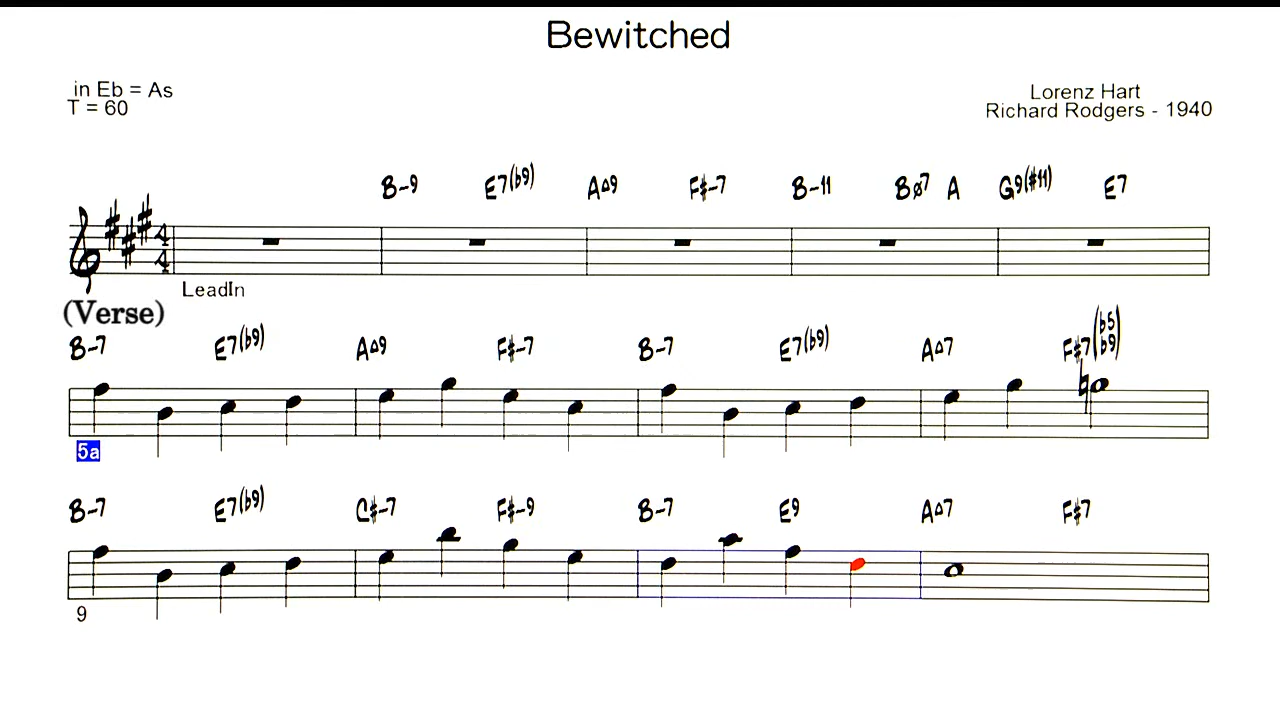 Bewitched
in Eb = As
T = 60
Lorenz Hart
Richard Rodgers - 1940
B-9 E7(b9) A△9 F#-7 B-11 Bø7 A G9(#11) E7
4
4
LeadIn
(Verse)
B-7 E7(b9) A△9 F#-7 B-7 E7(b9) A△7 F#7(b5 b9)
5a
B-7 E7(b9) C#-7 F#-9 B-7 E9 A△7 F#7
9